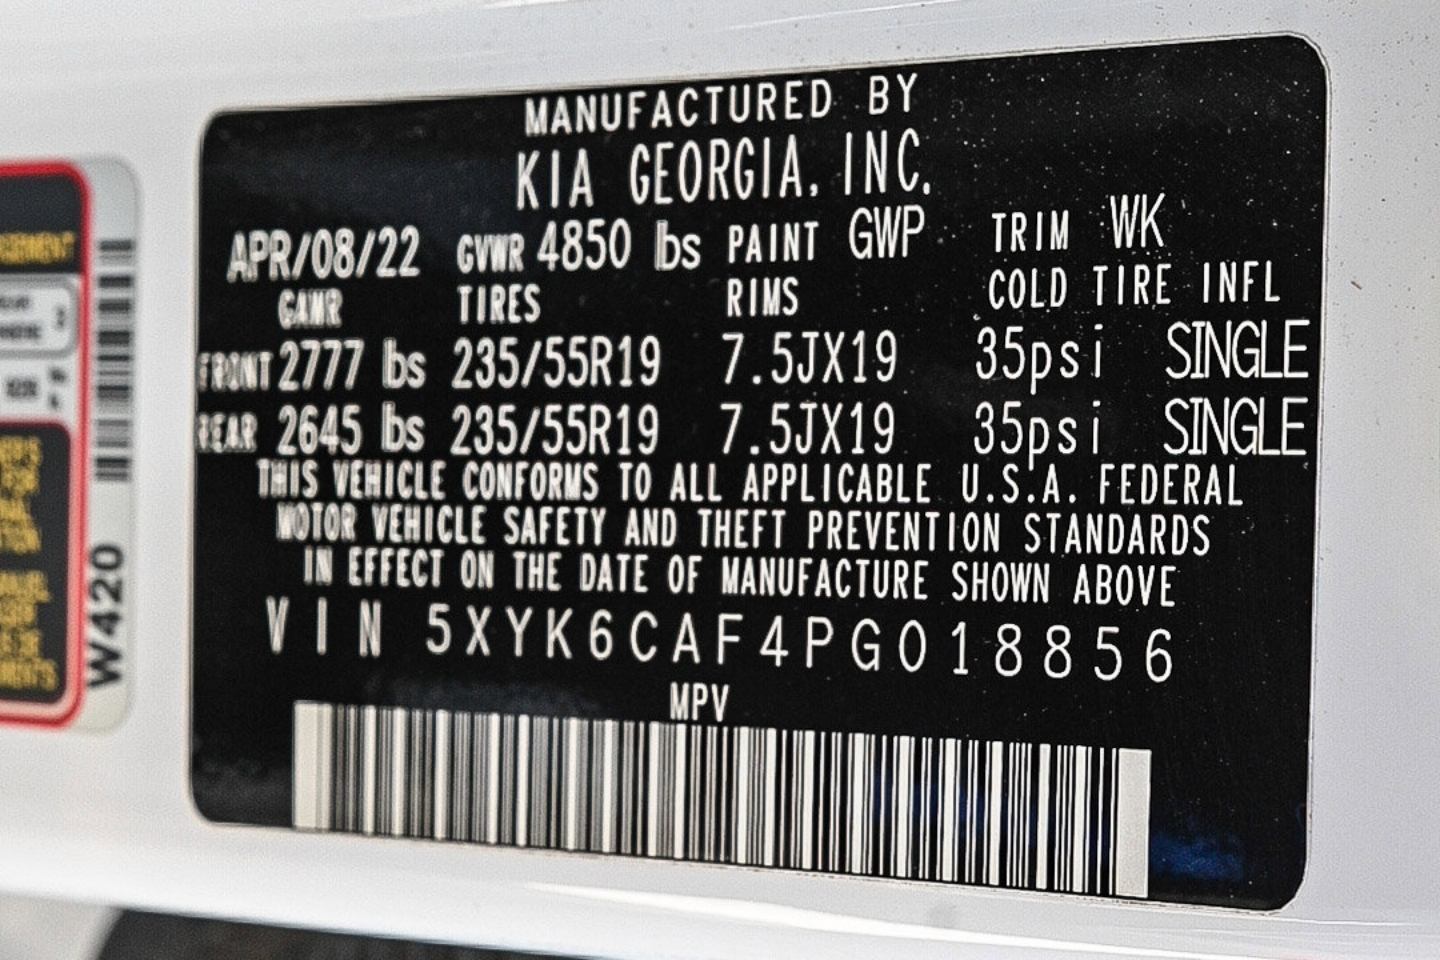 MANUFACTURED BY
KIA GEORGIA, INC.
APR/08/22 GVWR 4850 lbs PAINT GWP TRIM WK
GAWR TIRES RIMS COLD TIRE INFL
FRONT 2777 lbs 235/55R19 7.5JX19 35psi SINGLE
REAR 2645 lbs 235/55R19 7.5JX19 35psi SINGLE
THIS VEHICLE CONFORMS TO ALL APPLICABLE U.S.A. FEDERAL
MOTOR VEHICLE SAFETY AND THEFT PREVENTION STANDARDS
IN EFFECT ON THE DATE OF MANUFACTURE SHOWN ABOVE
VIN 5XYK6CAF4PG018856
MPV
W420